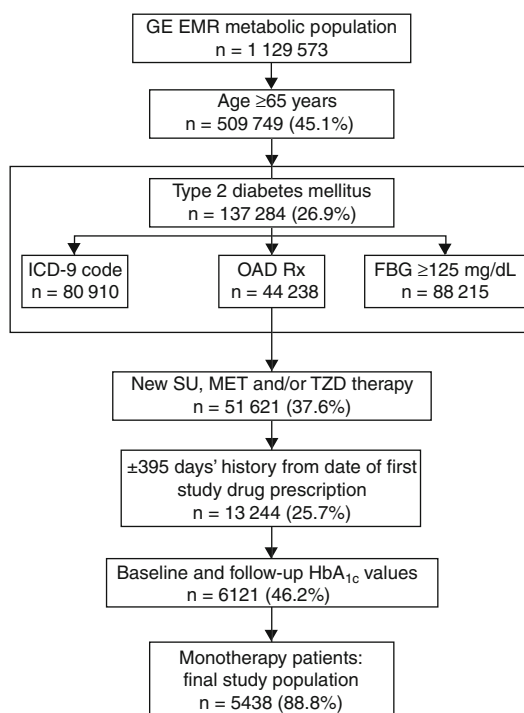 GE EMR metabolic population
n = 1 129 573
Age ≥65 years
n = 509 749 (45.1%)
Type 2 diabetes mellitus
n = 137 284 (26.9%)
ICD-9 code
n = 80 910
OAD Rx
n = 44 238
FBG ≥125 mg/dL
n = 88 215
New SU, MET and/or TZD therapy
n = 51 621 (37.6%)
±395 days’ history from date of first
study drug prescription
n = 13 244 (25.7%)
Baseline and follow-up HbA1c values
n = 6121 (46.2%)
Monotherapy patients:
final study population
n = 5438 (88.8%)